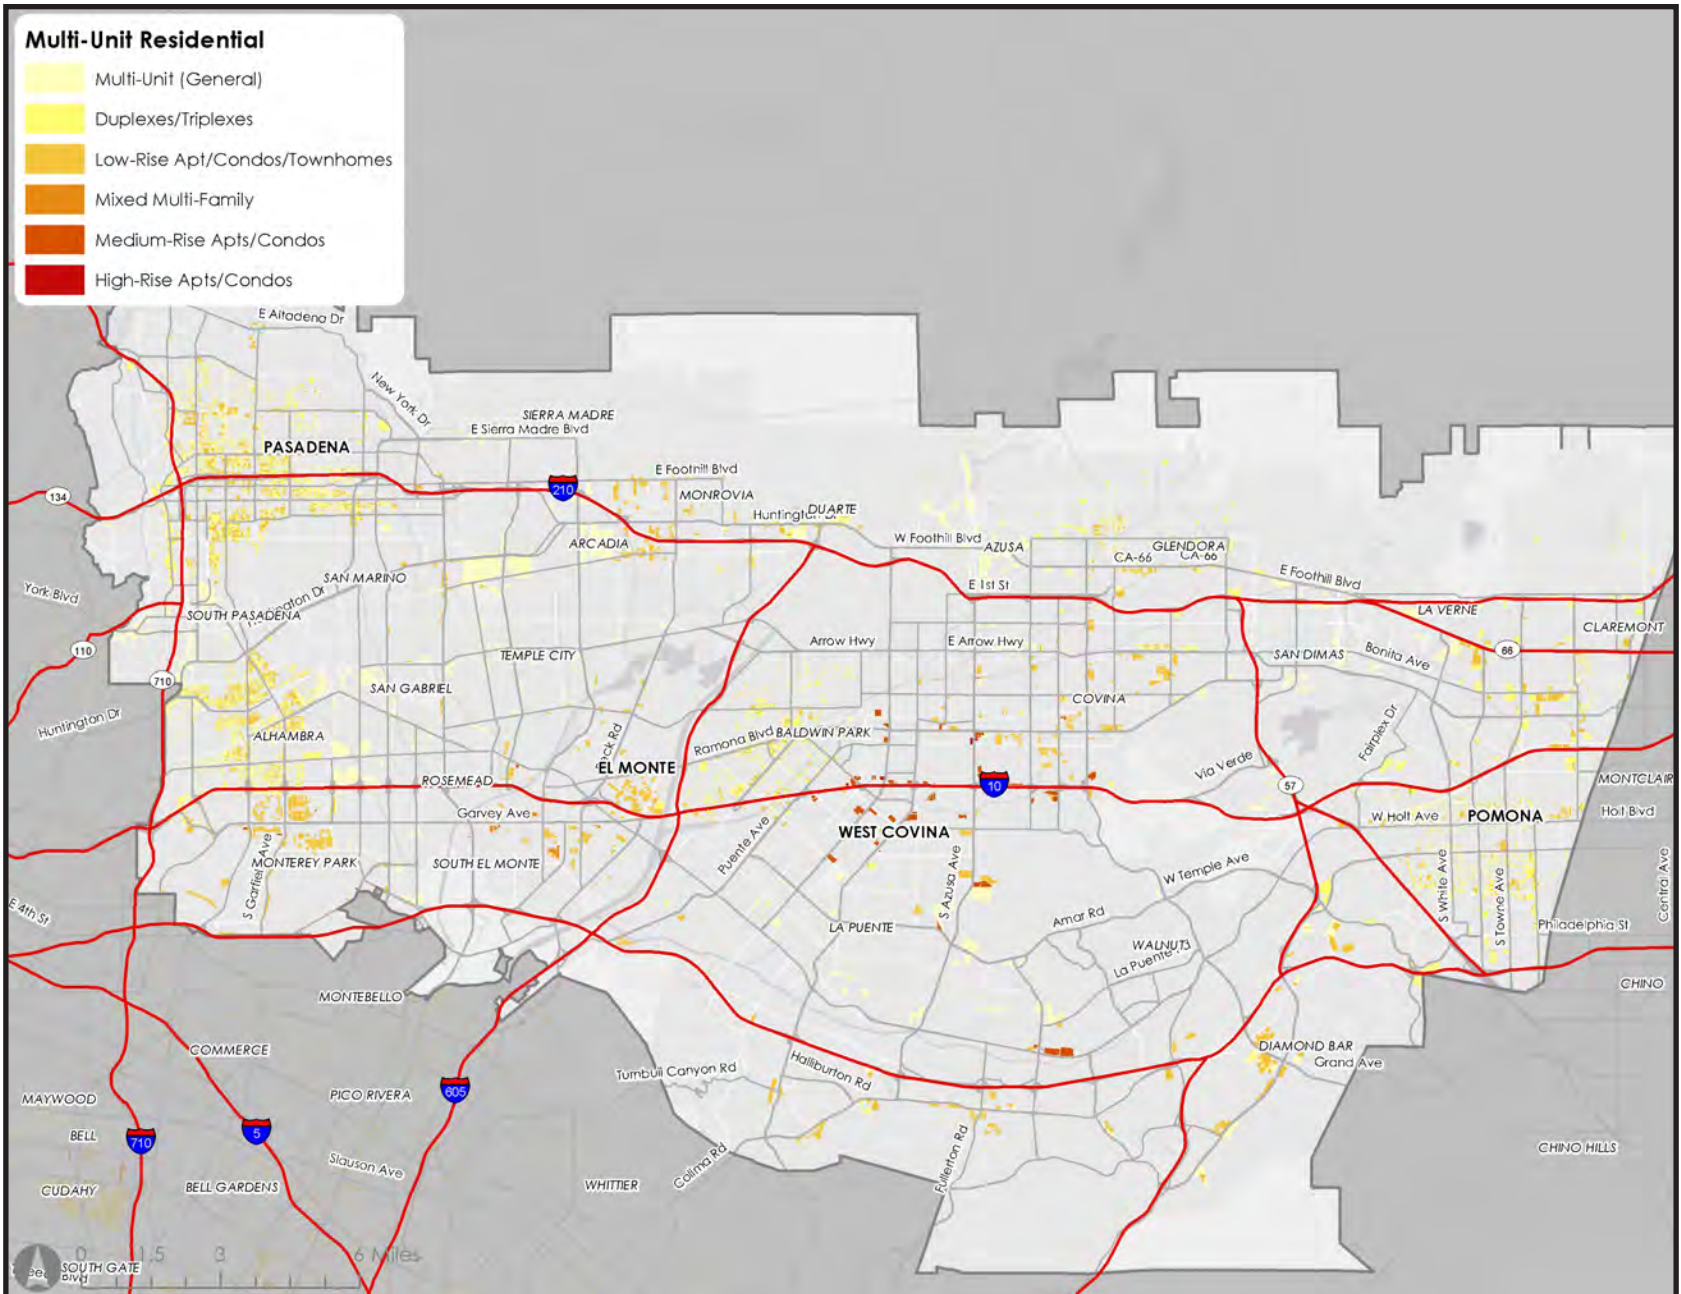 Multi-Unit Residential
Multi-Unit (General)
Duplexes/Triplexes
Low-Rise Apt/Condos/Townhomes
Mixed Multi-Family
Medium-Rise Apts/Condos
High-Rise Apts/Condos
E Altadena Dr
New York Dr
SIERRA MADRE
E Sierra Madre Blvd
PASADENA
E Foothill Blvd
134
210
MONROVIA
Huntington Dr
DUARTE
ARCADIA
W Foothill Blvd
AZUSA
GLENDORA
CA-66
CA-66
SAN MARINO
E 1st St
E Foothill Blvd
York Blvd
Huntington Dr
SOUTH PASADENA
LA VERNE
CLAREMONT
110
Arrow Hwy
E Arrow Hwy
TEMPLE CITY
SAN DIMAS
Bonita Ave
66
710
SAN GABRIEL
COVINA
Huntington Dr
ALHAMBRA
Ramona Blvd
BALDWIN PARK
Fairplex Dr
EL MONTE
ROSEMEAD
10
Via Verde
57
MONTCLAIR
Garvey Ave
WEST COVINA
W Holt Ave
POMONA
Holt Blvd
MONTEREY PARK
SOUTH EL MONTE
Puente Ave
S Garfield Ave
S Azusa Ave
W Temple Ave
S White Ave
S Towne Ave
Central Ave
E 4th St
LA PUENTE
Amar Rd
Philadelphia St
WALNUT
La Puente
MONTEBELLO
CHINO
COMMERCE
DIAMOND BAR
Grand Ave
Turnbull Canyon Rd
Halliburton Rd
MAYWOOD
PICO RIVERA
605
BELL
710
5
Slauson Ave
Colima Rd
Fullerton Rd
CHINO HILLS
CUDAHY
BELL GARDENS
WHITTIER
0 1.5 3 6 Miles
SOUTH GATE
Blvd